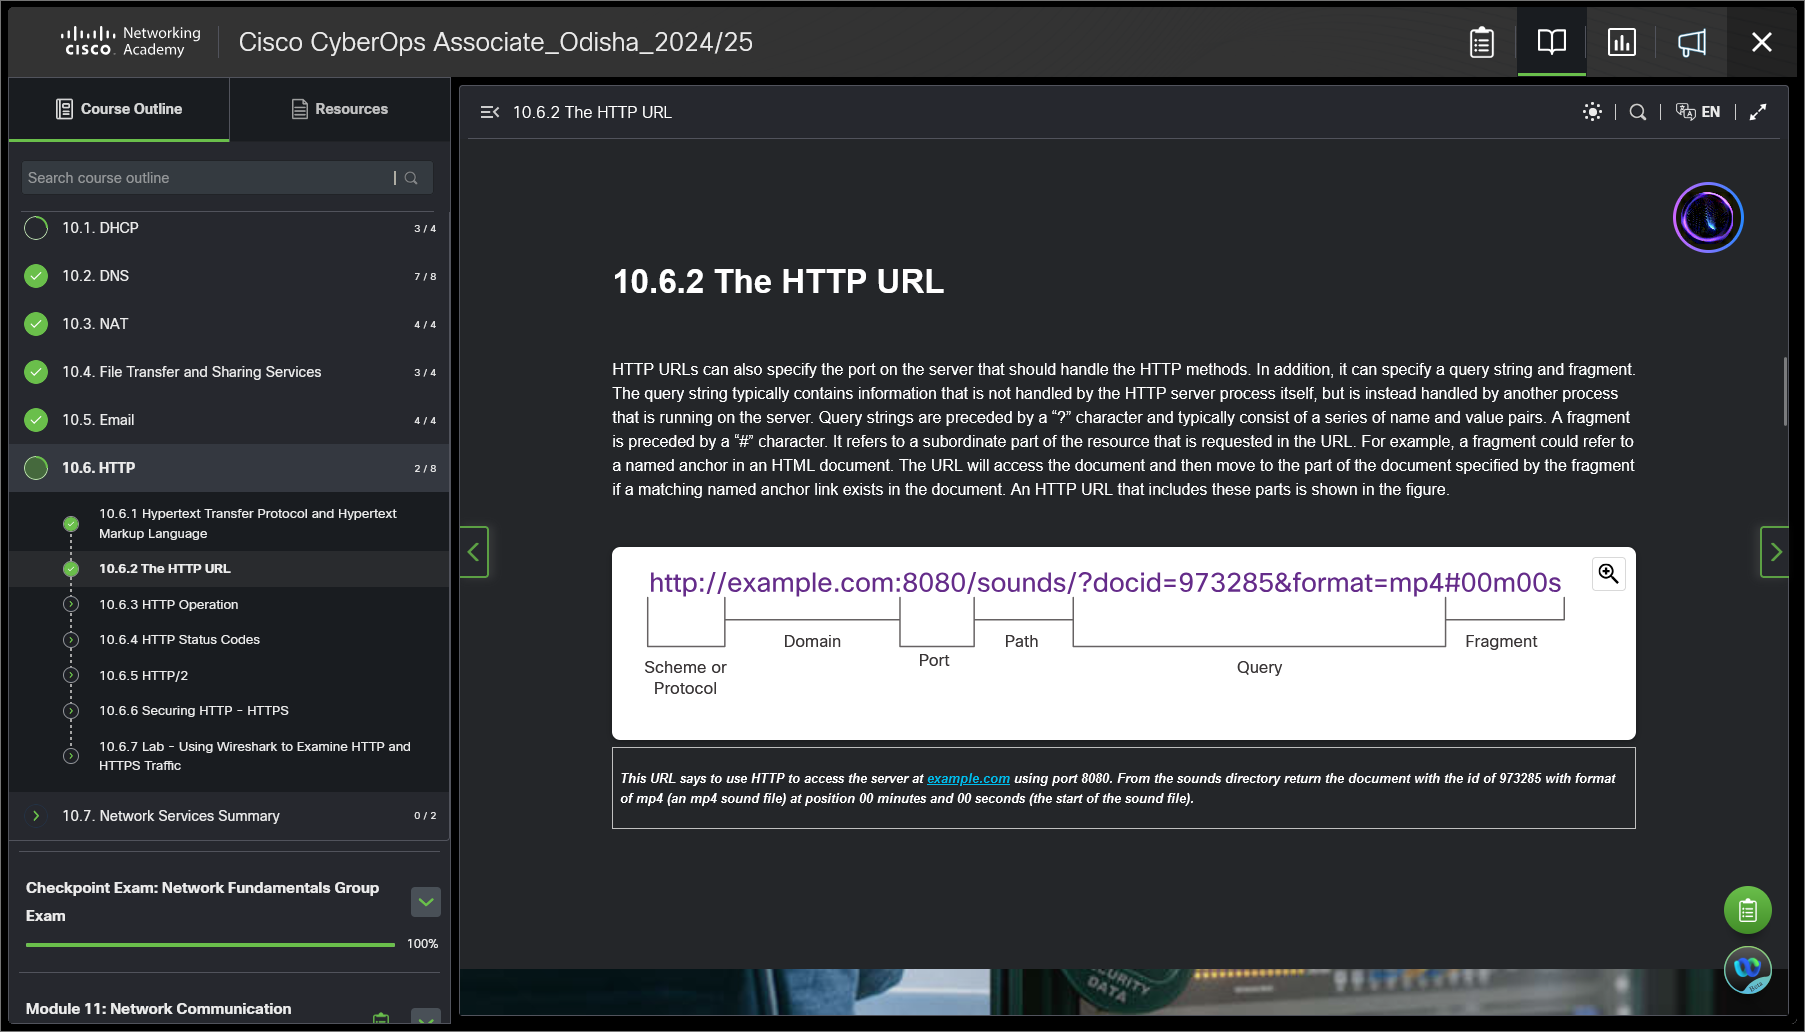 CISCO
Networking
Academy
Cisco CyberOps Associate_Odisha_2024/25
Course Outline
Resources
Search course outline
10.1. DHCP
3 / 4
10.2. DNS
7 / 8
10.3. NAT
4 / 4
10.4. File Transfer and Sharing Services
3 / 4
10.5. Email
4 / 4
10.6. HTTP
2 / 8
10.6.1 Hypertext Transfer Protocol and Hypertext
Markup Language
10.6.2 The HTTP URL
10.6.3 HTTP Operation
10.6.4 HTTP Status Codes
10.6.5 HTTP/2
10.6.6 Securing HTTP - HTTPS
10.6.7 Lab - Using Wireshark to Examine HTTP and
HTTPS Traffic
10.7. Network Services Summary
0 / 2
Checkpoint Exam: Network Fundamentals Group
Exam
100%
Module 11: Network Communication
10.6.2 The HTTP URL
EN
10.6.2 The HTTP URL
HTTP URLs can also specify the port on the server that should handle the HTTP methods. In addition, it can specify a query string and fragment.
The query string typically contains information that is not handled by the HTTP server process itself, but is instead handled by another process
that is running on the server. Query strings are preceded by a “?” character and typically consist of a series of name and value pairs. A fragment
is preceded by a “#” character. It refers to a subordinate part of the resource that is requested in the URL. For example, a fragment could refer to
a named anchor in an HTML document. The URL will access the document and then move to the part of the document specified by the fragment
if a matching named anchor link exists in the document. An HTTP URL that includes these parts is shown in the figure.
http://example.com:8080/sounds/?docid=973285&format=mp4#00m00s
Scheme or
Protocol
Domain
Port
Path
Query
Fragment
This URL says to use HTTP to access the server at example.com using port 8080. From the sounds directory return the document with the id of 973285 with format
of mp4 (an mp4 sound file) at position 00 minutes and 00 seconds (the start of the sound file).
SECURITY
DATA
Beta